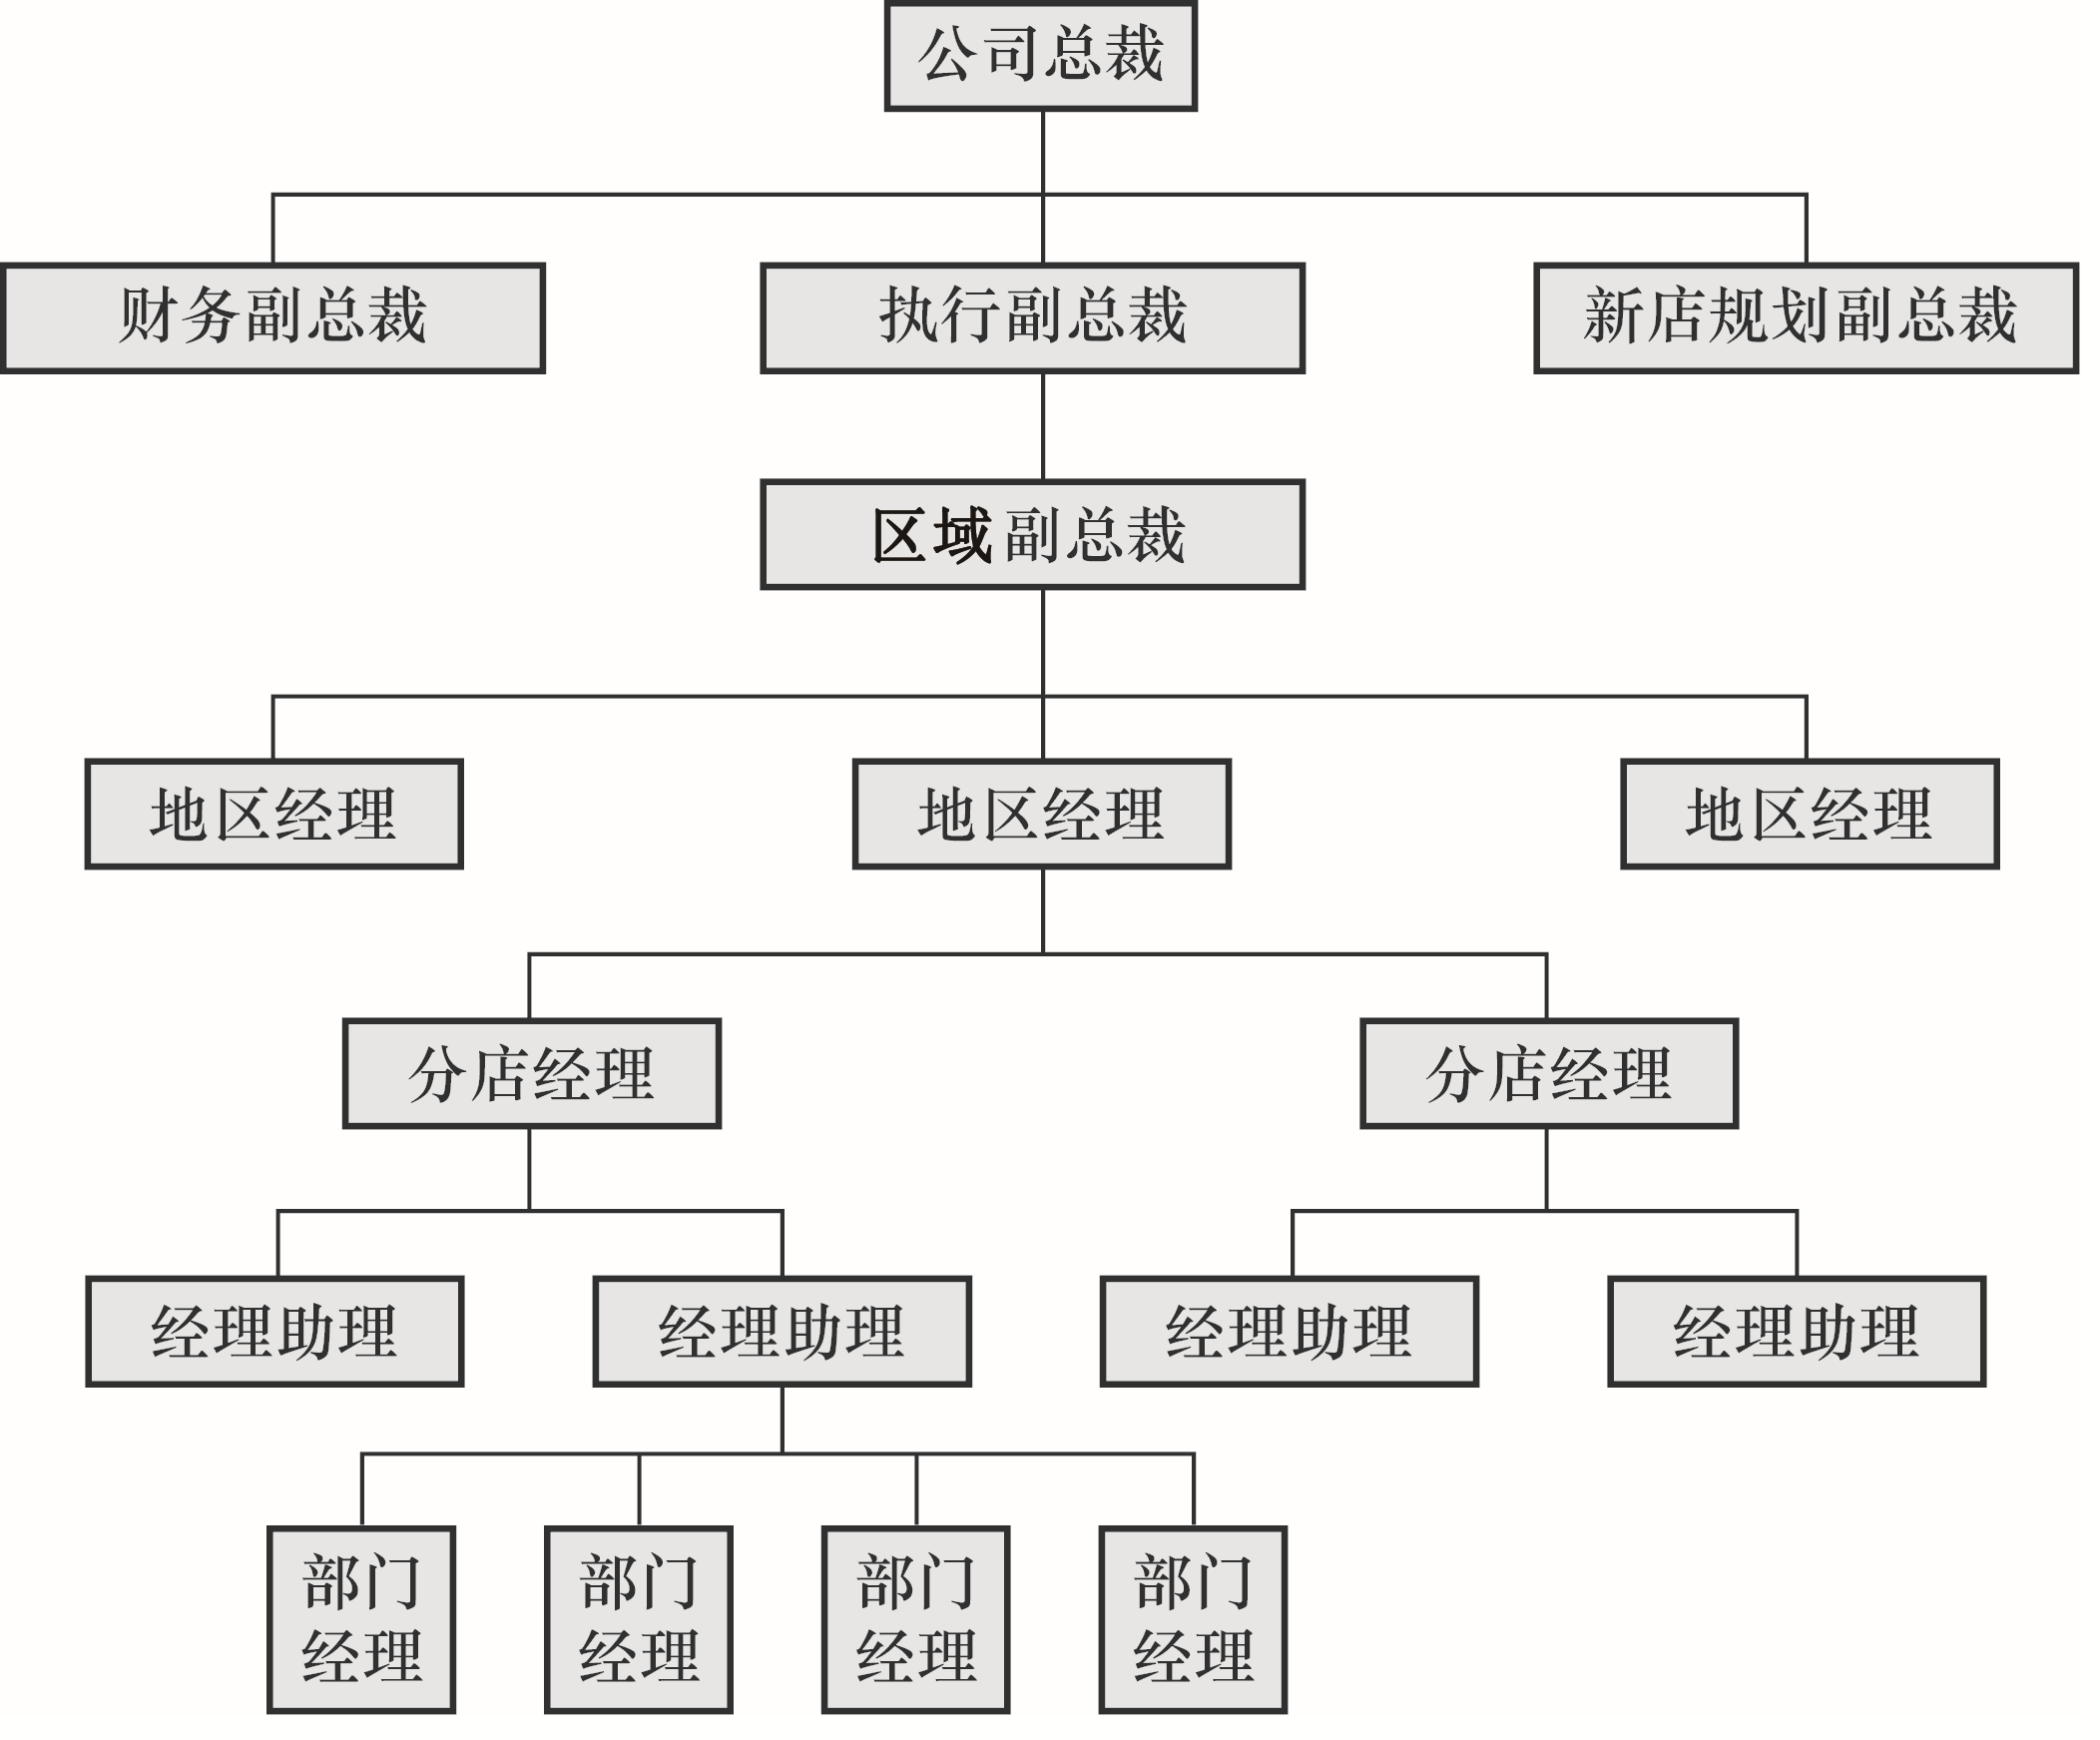 公司总裁
财务副总裁
执行副总裁
新店规划副总裁
区域副总裁
地区经理
地区经理
地区经理
分店经理
分店经理
经理助理
经理助理
经理助理
经理助理
部门
经理
部门
经理
部门
经理
部门
经理